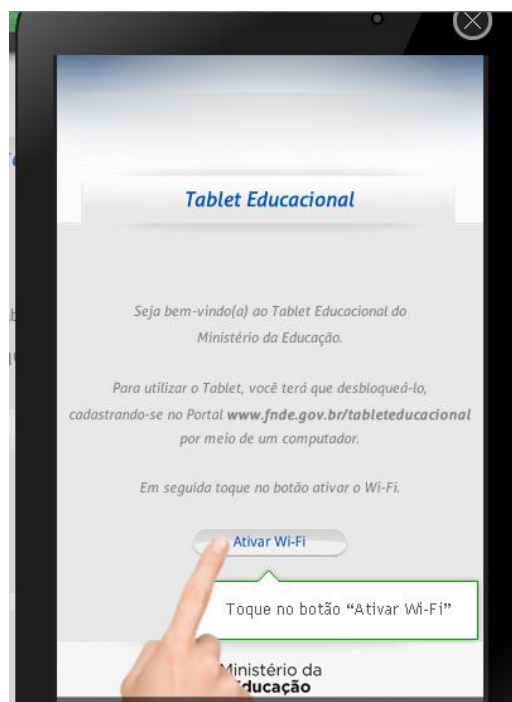 Tablet Educacional
Seja bem-vindo(a) ao Tablet Educacional do
Ministério da Educação.
Para utilizar o Tablet, você terá que desbloqueá-lo,
cadastrando-se no Portal www.fnde.gov.br/tableteducacional
por meio de um computador.
Em seguida toque no botão ativar o Wi-Fi.
Ativar Wi-Fi
Toque no botão “Ativar Wi-Fi”
Ministério da
Educação